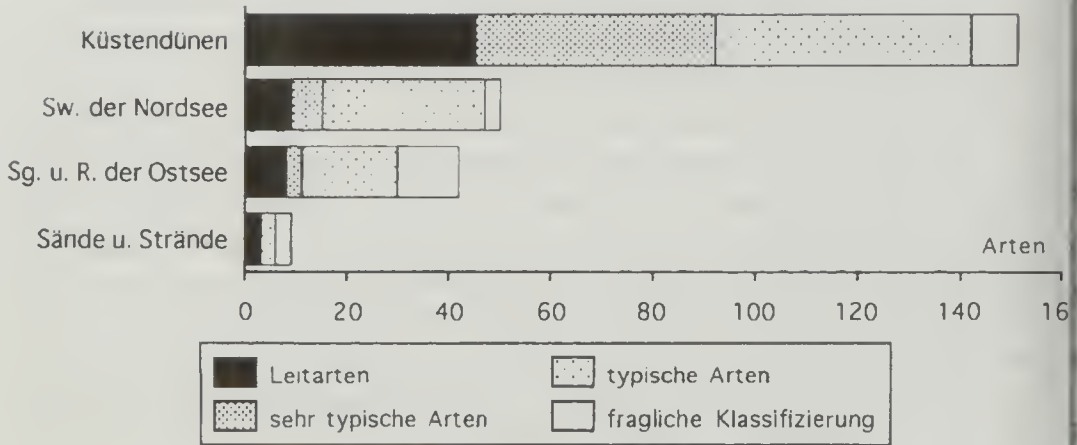 Küstendünen
Sw. der Nordsee
Sg. u. R. der Ostsee
Sände u. Strände
Arten
0 20 40 60 80 100 120 140 16
Leitarten
typische Arten
sehr typische Arten
fragliche Klassifizierung